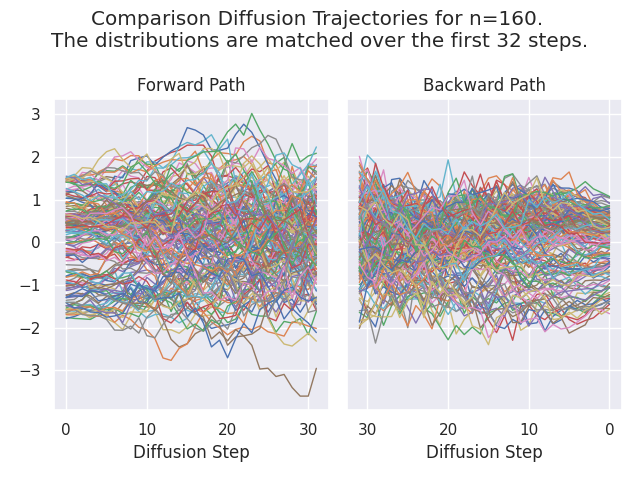 Comparison Diffusion Trajectories for n=160.
The distributions are matched over the first 32 steps.
Forward Path
Backward Path
3
2
1
0
−1
−2
−3
0 10 20 30
30 20 10 0
Diffusion Step
Diffusion Step